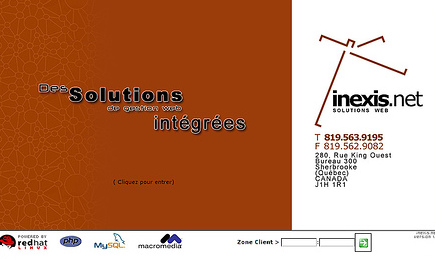 Des Solutions
de gestion web
intégrées
( Cliquez pour entrer)
inexis.net
SOLUTIONS WEB
T 819.563.9195
F 819.562.9082
280, Rue King Ouest
Bureau 300
Sherbrooke
(Québec)
CANADA
J1H 1R1
POWERED BY
redhat
LINUX
php
MySQL
macromedia
Zone Client >